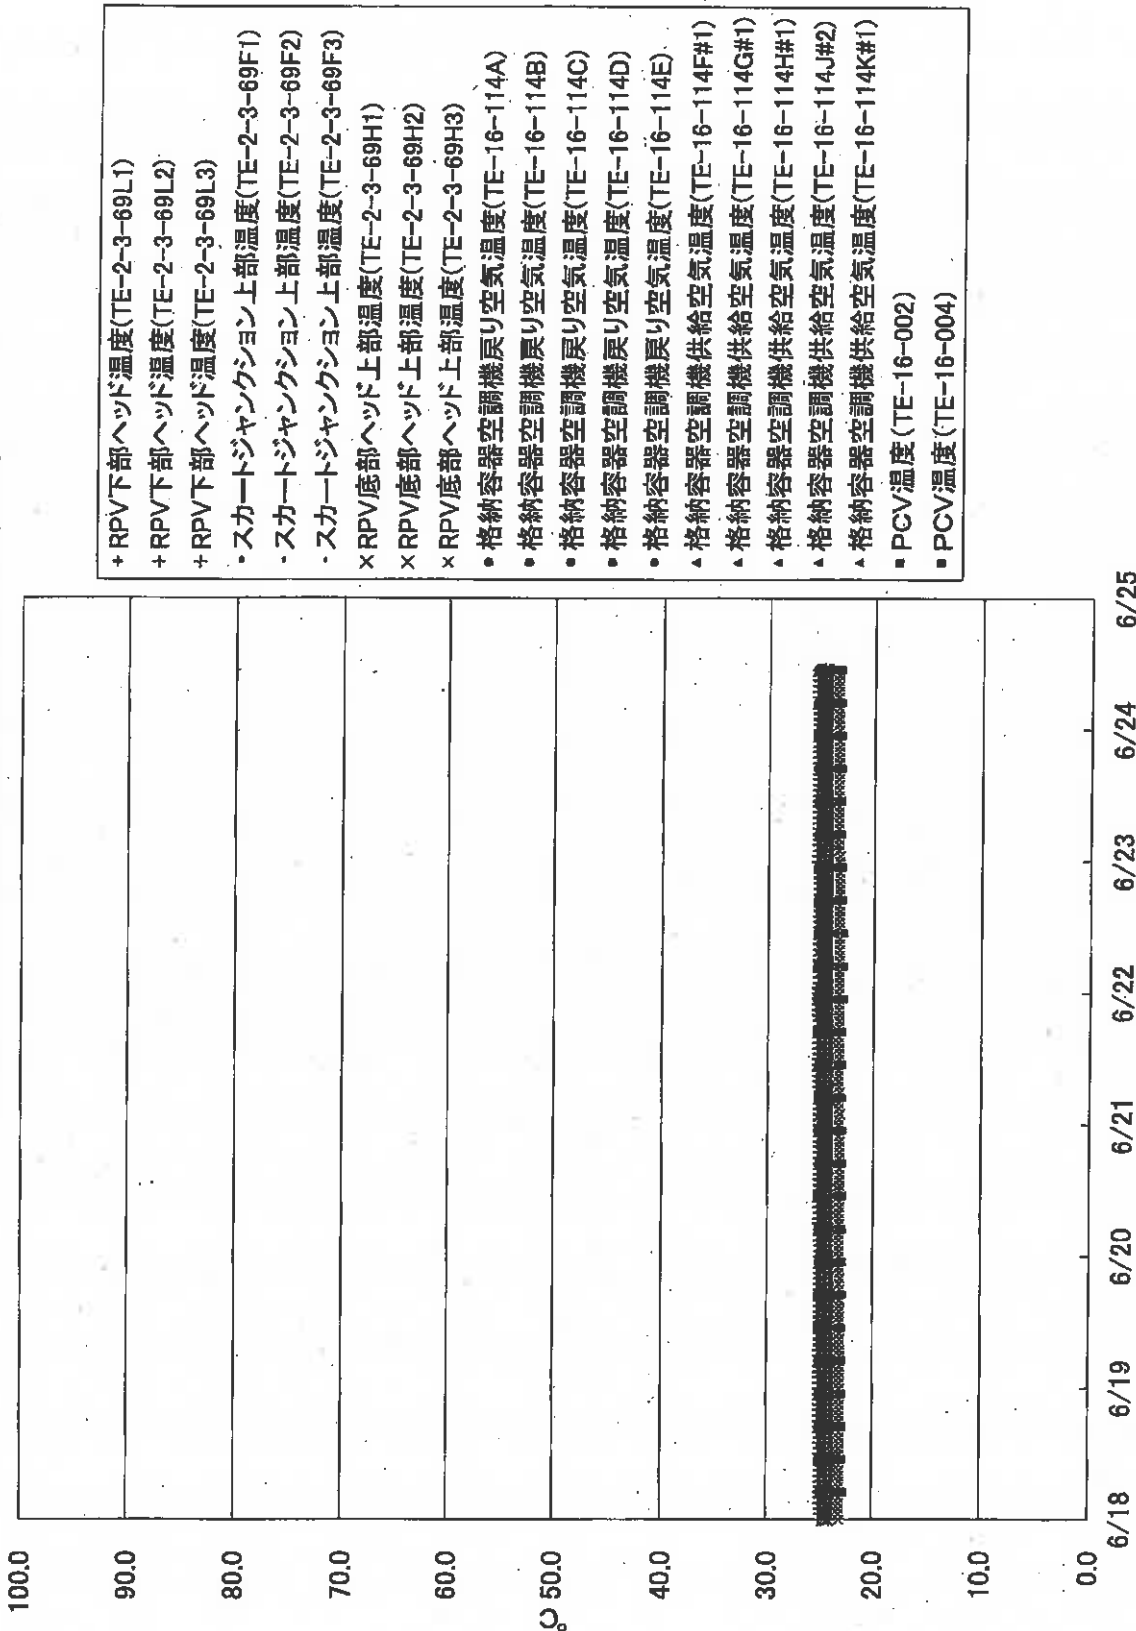 100.0
90.0
80.0
70.0
60.0
50.0
40.0
30.0
20.0
10.0
0.0
℃
6/18
6/19
6/20
6/21
6/22
6/23
6/24
6/25
+ RPV下部ヘッド温度(TE-2-3-69L1)
+ RPV下部ヘッド温度(TE-2-3-69L2)
+ RPV下部ヘッド温度(TE-2-3-69L3)
- スカートジャンクション上部温度(TE-2-3-69F1)
- スカートジャンクション上部温度(TE-2-3-69F2)
- スカートジャンクション上部温度(TE-2-3-69F3)
× RPV底部ヘッド上部温度(TE-2-3-69H1)
× RPV底部ヘッド上部温度(TE-2-3-69H2)
× RPV底部ヘッド上部温度(TE-2-3-69H3)
● 格納容器空調機戻り空気温度(TE-16-114A)
● 格納容器空調機戻り空気温度(TE-16-114B)
● 格納容器空調機戻り空気温度(TE-16-114C)
● 格納容器空調機戻り空気温度(TE-16-114D)
● 格納容器空調機戻り空気温度(TE-16-114E)
▲ 格納容器空調機供給空気温度(TE-16-114F#1)
▲ 格納容器空調機供給空気温度(TE-16-114G#1)
▲ 格納容器空調機供給空気温度(TE-16-114H#1)
▲ 格納容器空調機供給空気温度(TE-16-114J#2)
▲ 格納容器空調機供給空気温度(TE-16-114K#1)
■ PCV温度(TE-16-002)
■ PCV温度(TE-16-004)